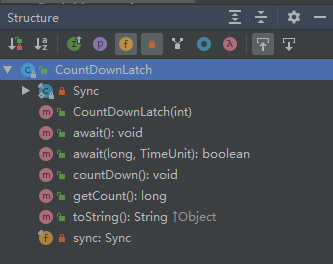 Structure
CountDownLatch
Sync
CountDownLatch(int)
await(): void
await(long, TimeUnit): boolean
countDown(): void
getCount(): long
toString(): String ↑Object
sync: Sync